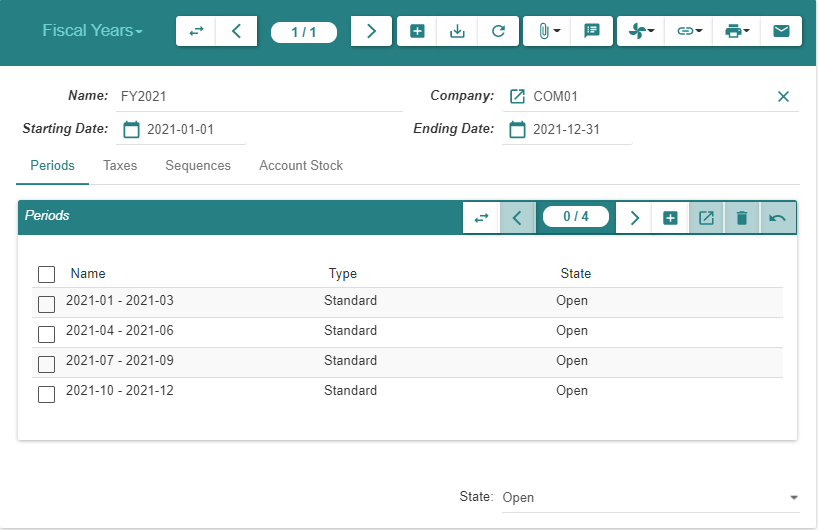 Fiscal Years
1 / 1
Name: FY2021 Company: COM01
Starting Date: 2021-01-01 Ending Date: 2021-12-31
Periods Taxes Sequences Account Stock
Periods 0 / 4
Name Type State
2021-01 - 2021-03 Standard Open
2021-04 - 2021-06 Standard Open
2021-07 - 2021-09 Standard Open
2021-10 - 2021-12 Standard Open
State: Open